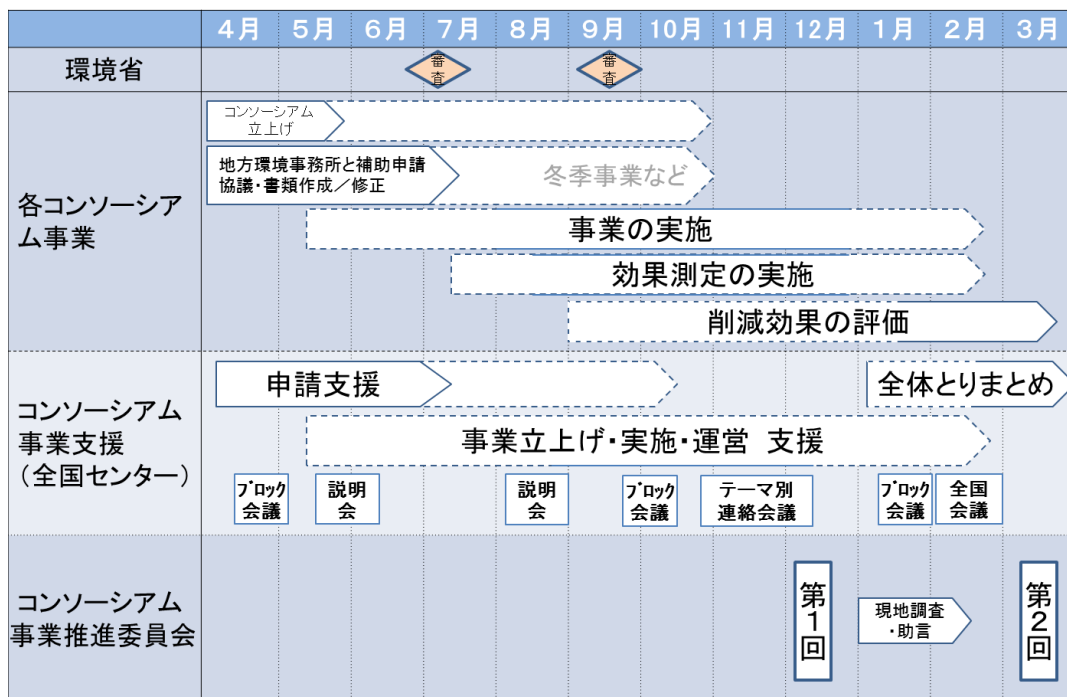 4月 5月 6月 7月 8月 9月 10月 11月 12月 1月 2月 3月
環境省
審
査
審
査
各コンソーシア
ム事業
コンソーシアム
立上げ
地方環境事務所と補助申請
協議・書類作成／修正
冬季事業など
事業の実施
効果測定の実施
削減効果の評価
コンソーシアム
事業支援
（全国センター）
申請支援
全体とりまとめ
事業立上げ・実施・運営 支援
ブロック
会議
説明
会
説明
会
ブロック
会議
テーマ別
連絡会議
ブロック
会議
全国
会議
コンソーシアム
事業推進委員会
第
1
回
現地調査
・助言
第
2
回